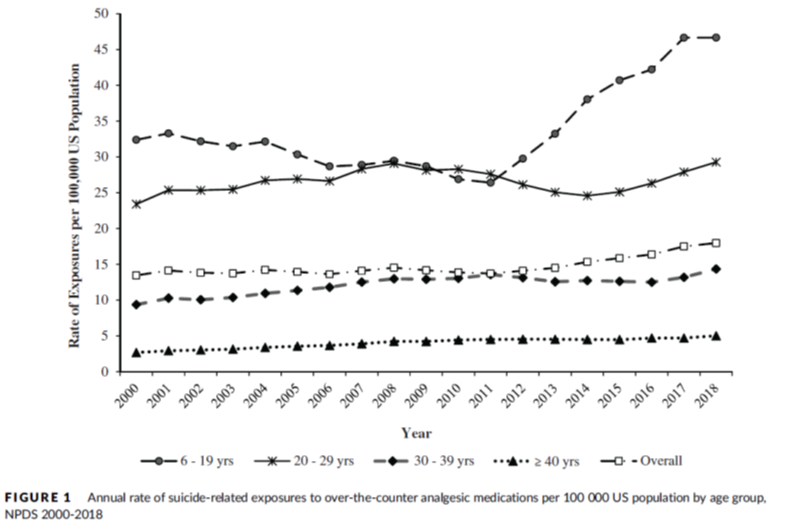 50
45
40
35
30
25
20
15
10
5
0
Rate of Exposures per 100,000 US Population
2000 2001 2002 2003 2004 2005 2006 2007 2008 2009 2010 2011 2012 2013 2014 2015 2016 2017 2018
Year
6 - 19 yrs 20 - 29 yrs 30 - 39 yrs ≥ 40 yrs Overall
FIGURE 1 Annual rate of suicide-related exposures to over-the-counter analgesic medications per 100 000 US population by age group,
NPDS 2000-2018